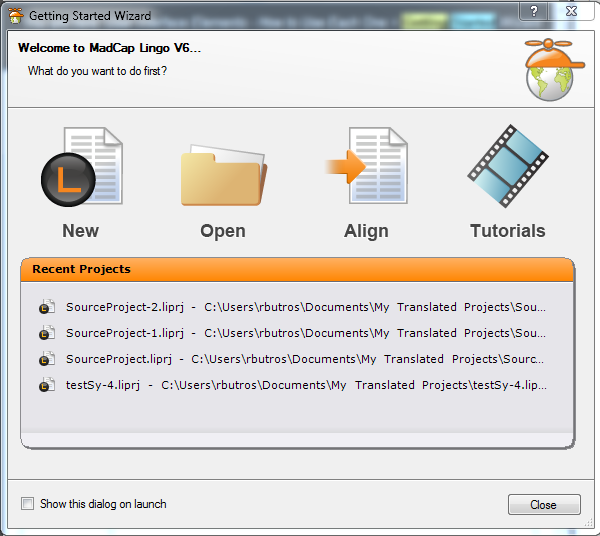 Getting Started Wizard
Welcome to MadCap Lingo V6...
What do you want to do first?
L
New
Open
Align
Tutorials
Recent Projects
SourceProject-2.liprj - C:\Users\rbutros\Documents\My Translated Projects\Sou...
SourceProject-1.liprj - C:\Users\rbutros\Documents\My Translated Projects\Sou...
SourceProject.liprj - C:\Users\rbutros\Documents\My Translated Projects\Sourc...
testSy-4.liprj - C:\Users\rbutros\Documents\My Translated Projects\testSy-4.lip...
Show this dialog on launch
Close